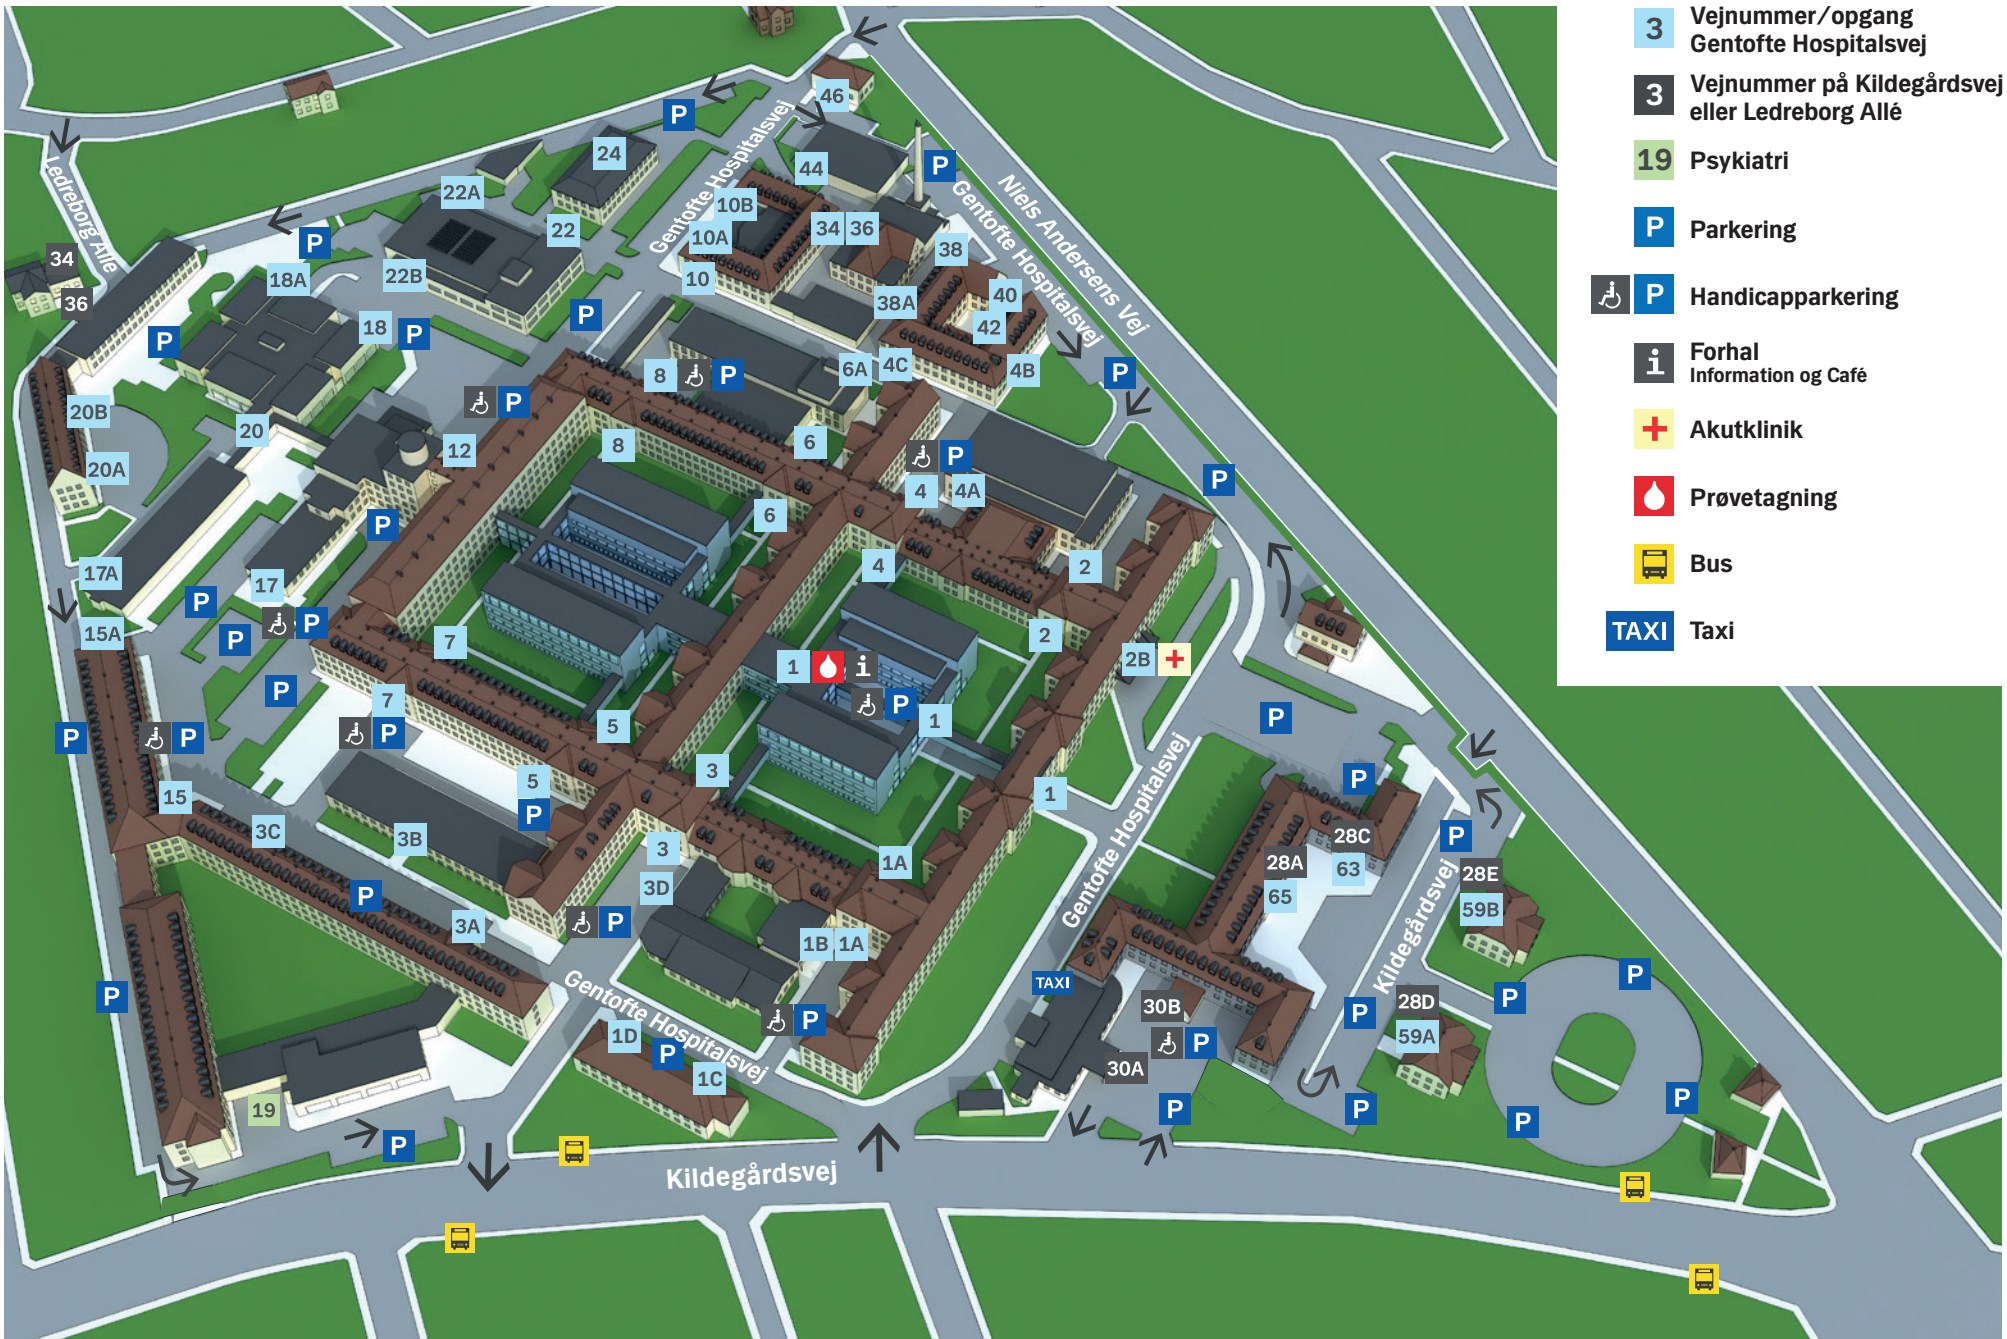 3
Vejnummer/opgang
Gentofte Hospitalsvej
3
Vejnummer på Kildegårdsvej
eller Ledreborg Allé
19 Psykiatri
P Parkering
P Handicapparkering
i
Forhal
Information og Café
Akutklinik
Prøvetagning
Bus
TAXI Taxi
46
P
24
44
P
Gentofte Hospitalsvej
Ledreborg Allé
22A
10B
Niels Andersens Vej
Gentofte Hospitalsvej
22
34 36
P
10A
38
34
18A
22B
10
36
38A
40
P
18 P
42
P
8 P
6A
4C
4B
P
P
20B
20
12
8
6
P
20A
4
4A
P
6
P
17A
17
4
2
P
P
15A
P
7
2
1 i
2B
P
7
P
1
P
P
P
P
5
P
3
1
5
P
P
15
3C
3B
3
28C
P
28A
63
Gentofte Hospitalsvej
1A
28E
3D
65
59B
P
3A
P
1B 1A
Kildegårdsvej
P
P
TAXI
P
28D
Gentofte Hospitalsvej
30B
P
P
59A
1D
P
P
30A
1C
19
P
P
P
P
P
Kildegårdsvej